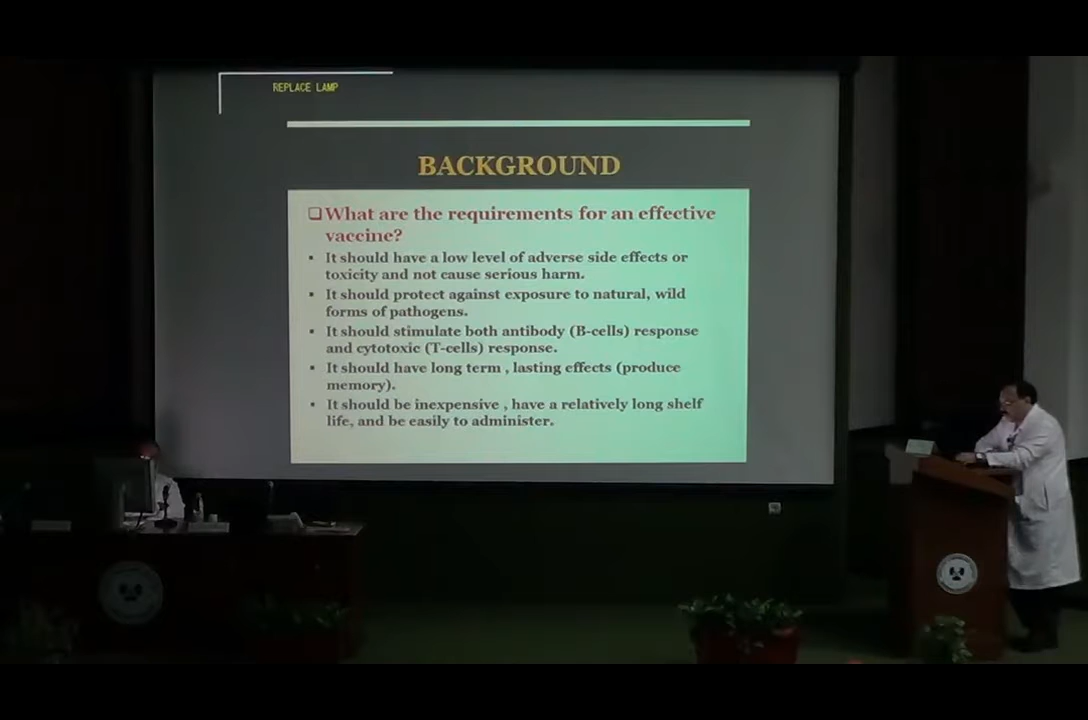 REPLACE LAMP
BACKGROUND
❑What are the requirements for an effective
vaccine?
▪ It should have a low level of adverse side effects or
toxicity and not cause serious harm.
▪ It should protect against exposure to natural, wild
forms of pathogens.
▪ It should stimulate both antibody (B-cells) response
and cytotoxic (T-cells) response.
▪ It should have long term , lasting effects (produce
memory).
▪ It should be inexpensive , have a relatively long shelf
life, and be easily to administer.